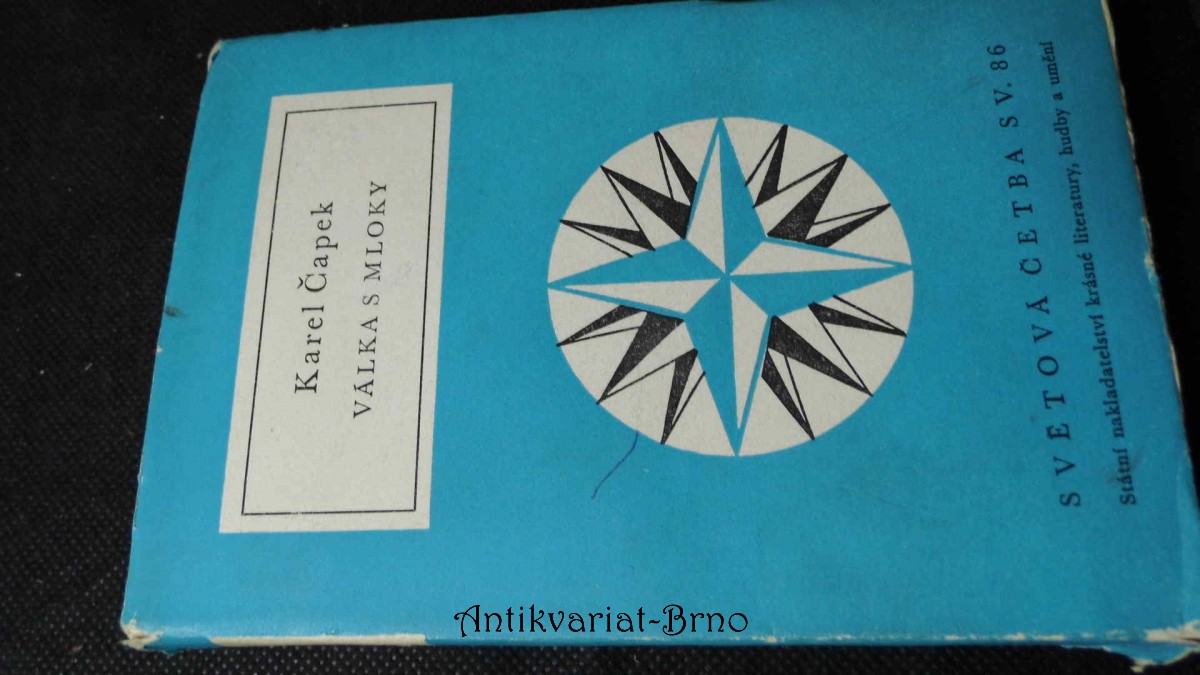 Karel Čapek
VÁLKA S MLOKY
SVĚTOVÁ ČETBA SV. 86
Státní nakladatelství krásné literatury, hudby a umění
Antikvariat-Brno